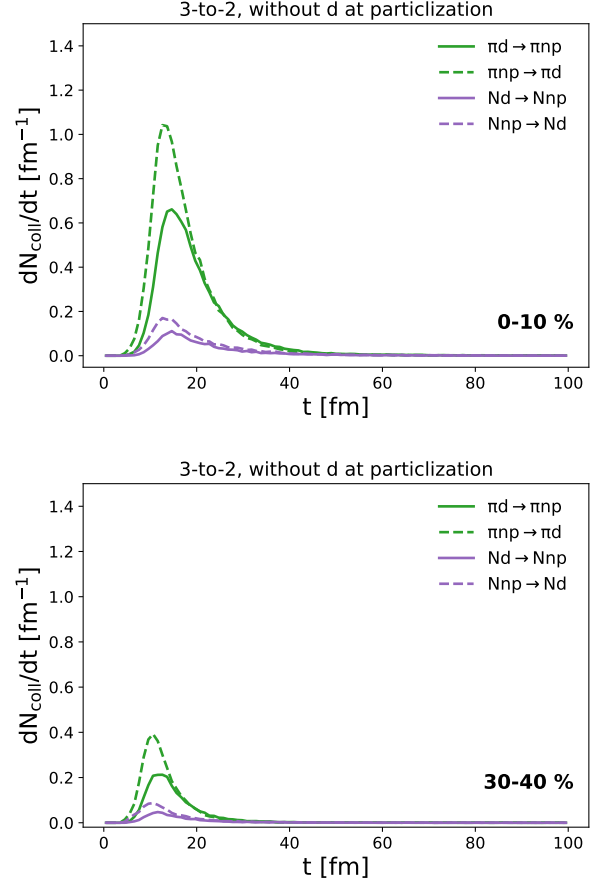 3-to-2, without d at particlization
dN_coll/dt [fm⁻¹]
1.4
1.2
1.0
0.8
0.6
0.4
0.2
0.0
πd → πnp
πnp → πd
Nd → Nnp
Nnp → Nd
0-10 %
0 20 40 60 80 100
t [fm]
3-to-2, without d at particlization
dN_coll/dt [fm⁻¹]
1.4
1.2
1.0
0.8
0.6
0.4
0.2
0.0
πd → πnp
πnp → πd
Nd → Nnp
Nnp → Nd
30-40 %
0 20 40 60 80 100
t [fm]